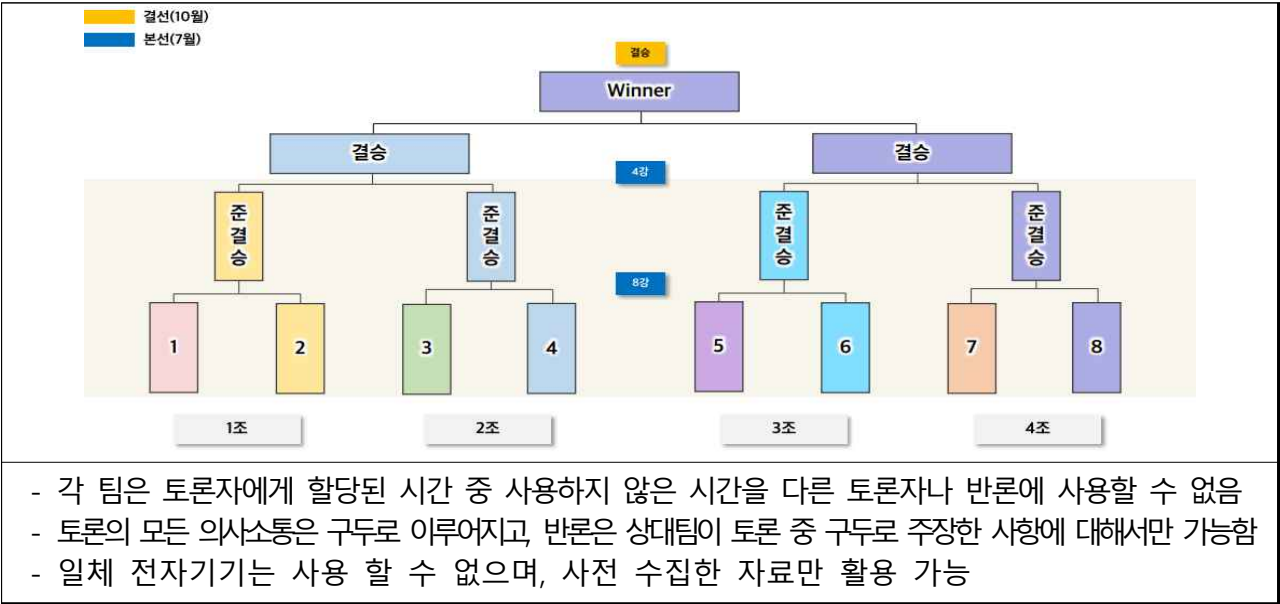 결선(10월)
본선(7월)
결승
Winner
결승
결승
4강
준결승
준결승
준결승
준결승
8강
1
2
3
4
5
6
7
8
1조
2조
3조
4조
- 각 팀은 토론자에게 할당된 시간 중 사용하지 않은 시간을 다른 토론자나 반론에 사용할 수 없음
- 토론의 모든 의사소통은 구두로 이루어지고, 반론은 상대팀이 토론 중 구두로 주장한 사항에 대해서만 가능함
- 일체 전자기기는 사용 할 수 없으며, 사전 수집한 자료만 활용 가능